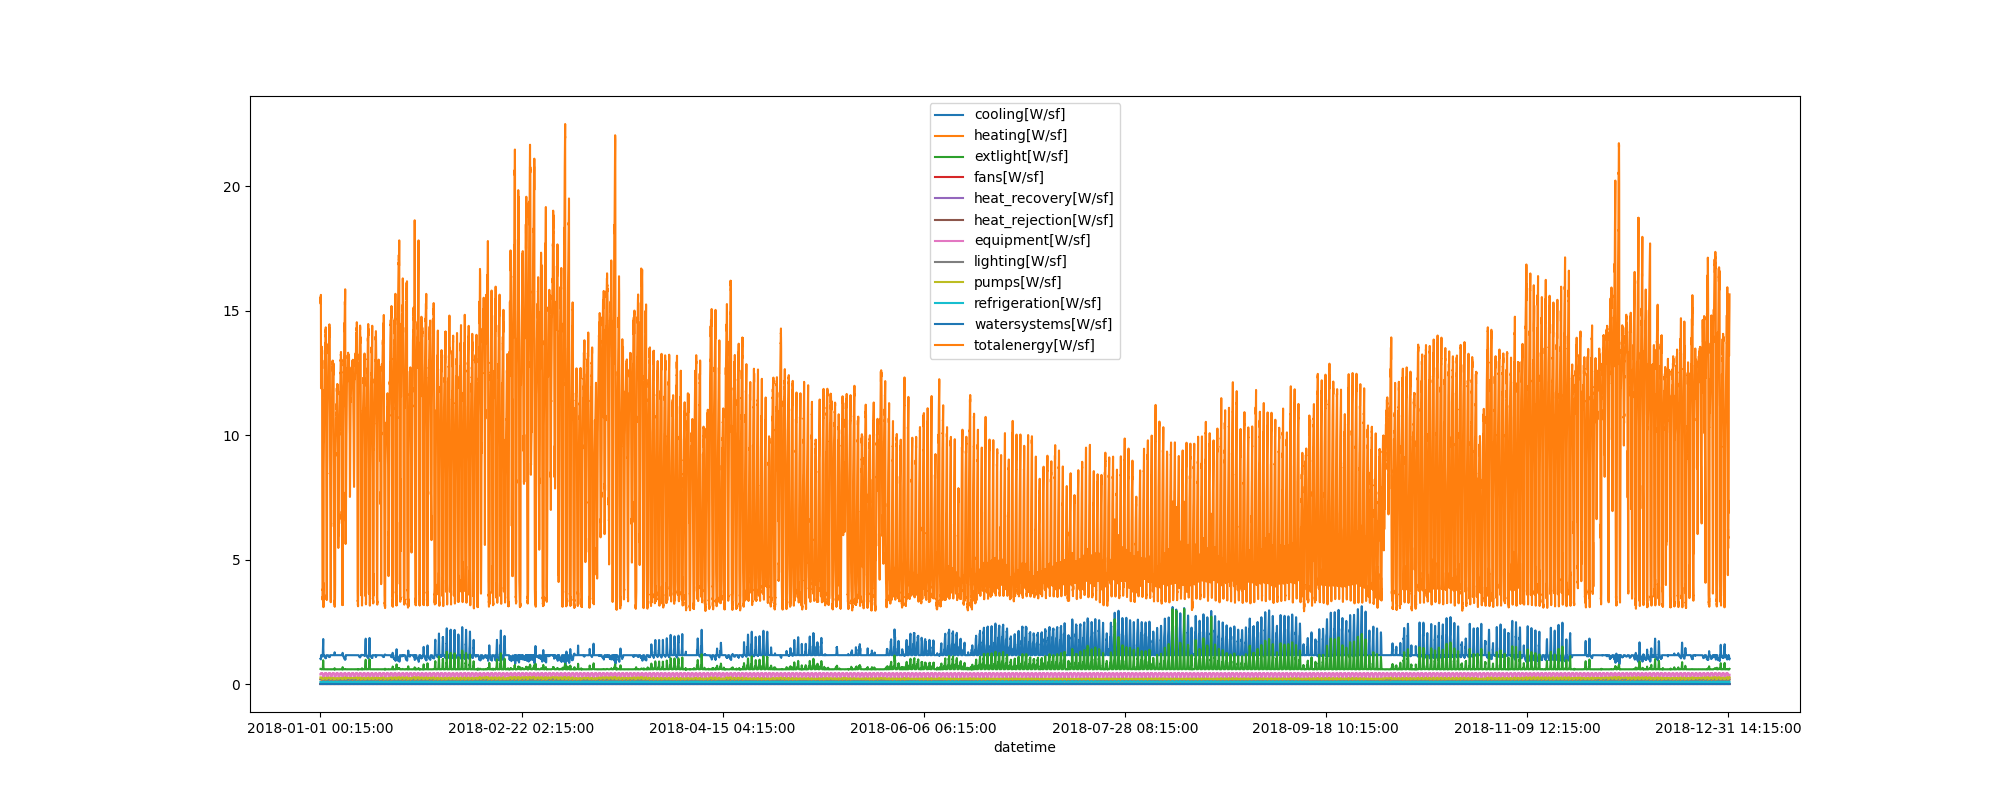 cooling[W/sf]
heating[W/sf]
extlight[W/sf]
fans[W/sf]
heat_recovery[W/sf]
heat_rejection[W/sf]
equipment[W/sf]
lighting[W/sf]
pumps[W/sf]
refrigeration[W/sf]
watersystems[W/sf]
totalenergy[W/sf]
20
15
10
5
0
2018-01-01 00:15:00 2018-02-22 02:15:00 2018-04-15 04:15:00 2018-06-06 06:15:00 2018-07-28 08:15:00 2018-09-18 10:15:00 2018-11-09 12:15:00 2018-12-31 14:15:00
datetime